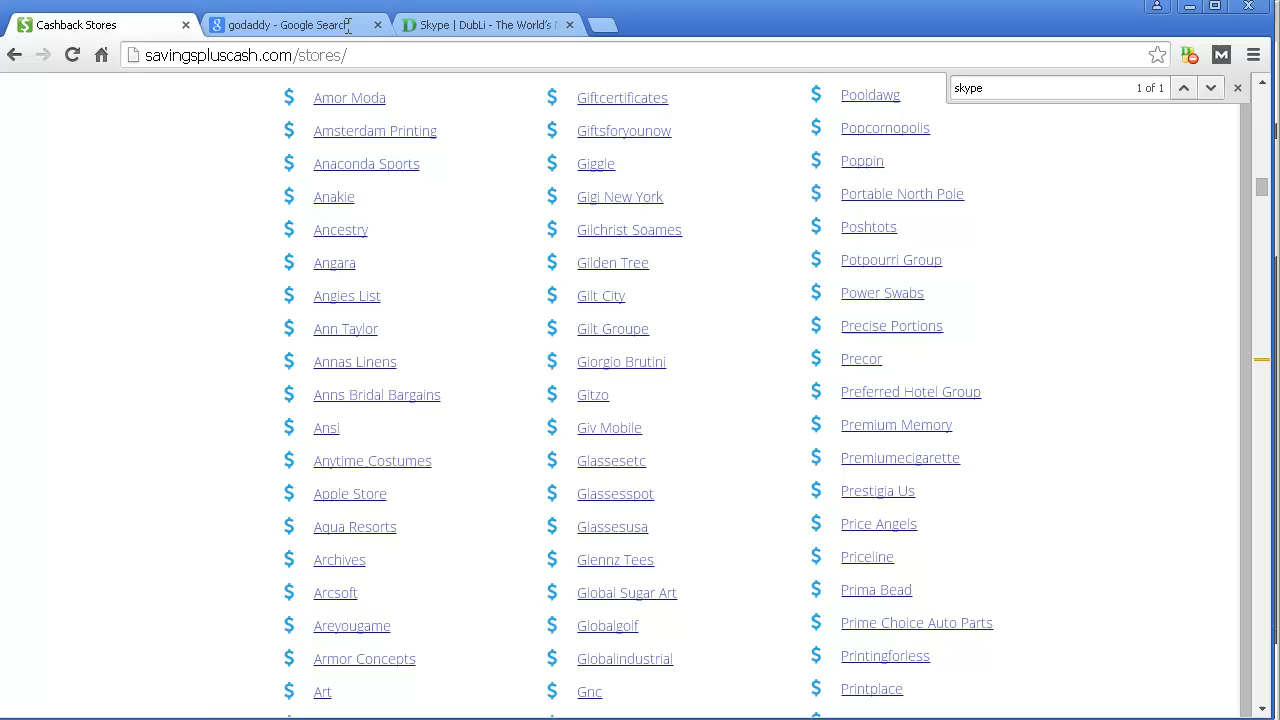 Cashback Stores
godaddy - Google Search
Skype | DubLi - The World's
savingspluscash.com/stores/
skype 1 of 1
Amor Moda
Amsterdam Printing
Anaconda Sports
Anakie
Ancestry
Angara
Angies List
Ann Taylor
Annas Linens
Anns Bridal Bargains
Ansi
Anytime Costumes
Apple Store
Aqua Resorts
Archives
Arcsoft
Areyougame
Armor Concepts
Art
Giftcertificates
Giftsforyounow
Giggle
Gigi New York
Gilchrist Soames
Gilden Tree
Gilt City
Gilt Groupe
Giorgio Brutini
Gitzo
Giv Mobile
Glassesetc
Glassesspot
Glassesusa
Glennz Tees
Global Sugar Art
Globalgolf
Globalindustrial
Gnc
Pooldawg
Popcornopolis
Poppin
Portable North Pole
Poshtots
Potpourri Group
Power Swabs
Precise Portions
Precor
Preferred Hotel Group
Premium Memory
Premiumecigarette
Prestigia Us
Price Angels
Priceline
Prima Bead
Prime Choice Auto Parts
Printingforless
Printplace